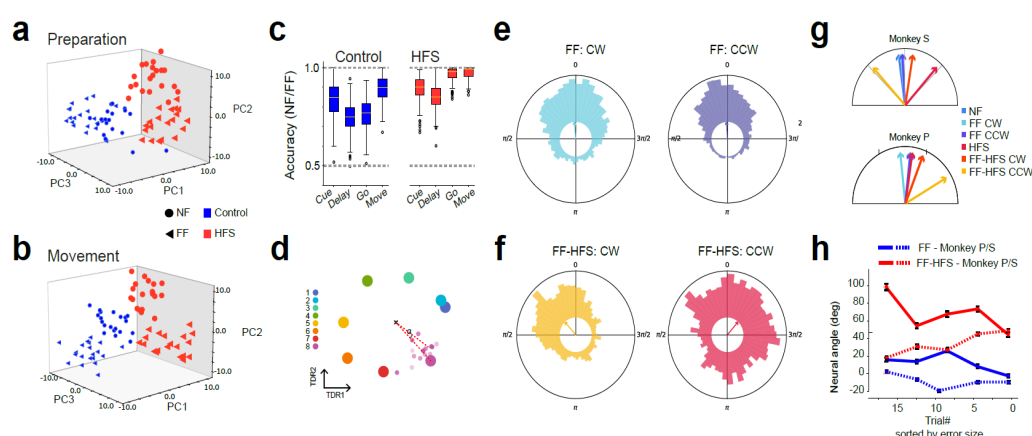 a
Preparation
10.0
0.0
PC2
-10.0
-10.0
0.0
PC3
10.0
-10.0
0.0
PC1
10.0
NF
Control
FF
HFS
b
Movement
10.0
0.0
PC2
-10.0
-10.0
0.0
PC3
10.0
-10.0
0.0
PC1
10.0
c
Control
HFS
Accuracy (NF/FF)
1.0
0.5
Cue
Delay
Go
Move
Cue
Delay
Go
Move
d
1
2
3
4
5
6
7
8
TDR2
TDR1
e
FF: CW
FF: CCW
0
π/2
3π/2
π
0
π/2
2
3π/
π
f
FF-HFS: CW
FF-HFS: CCW
0
π/2
3π/2
π
0
π/2
3π/2
π
g
Monkey S
Monkey P
NF
FF CW
FF CCW
HFS
FF-HFS CW
FF-HFS CCW
h
FF - Monkey P/S
FF-HFS - Monkey P/S
Neural angle (deg)
100
80
60
40
20
0
-20
15
10
5
0
Trial#
sorted by error size